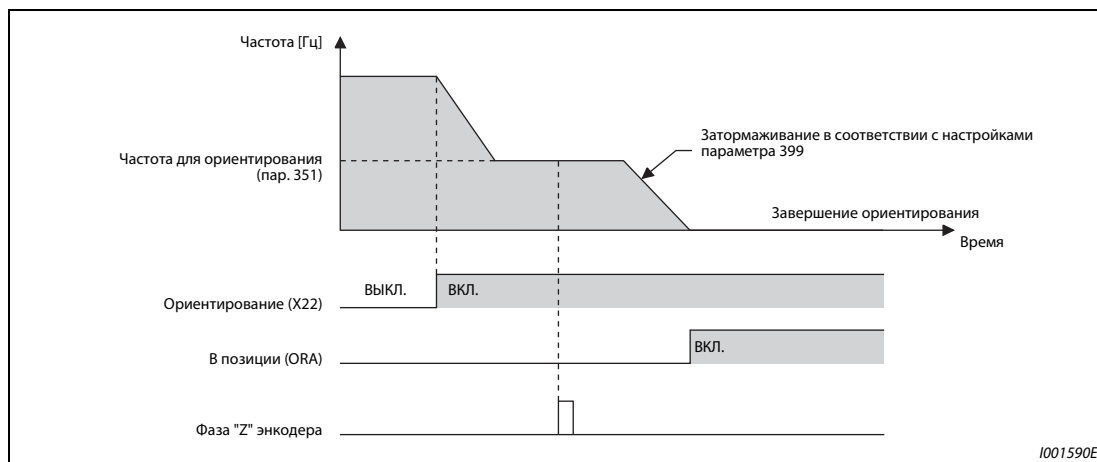 Частота [Гц]
Затормаживание в соответствии с настройками
параметра 399
Частота для ориентирования
(пар. 351)
Завершение ориентирования
Время
Ориентирование (X22)
ВЫКЛ.
ВКЛ.
В позиции (ORA)
ВКЛ.
Фаза "Z" энкодера
I001590E